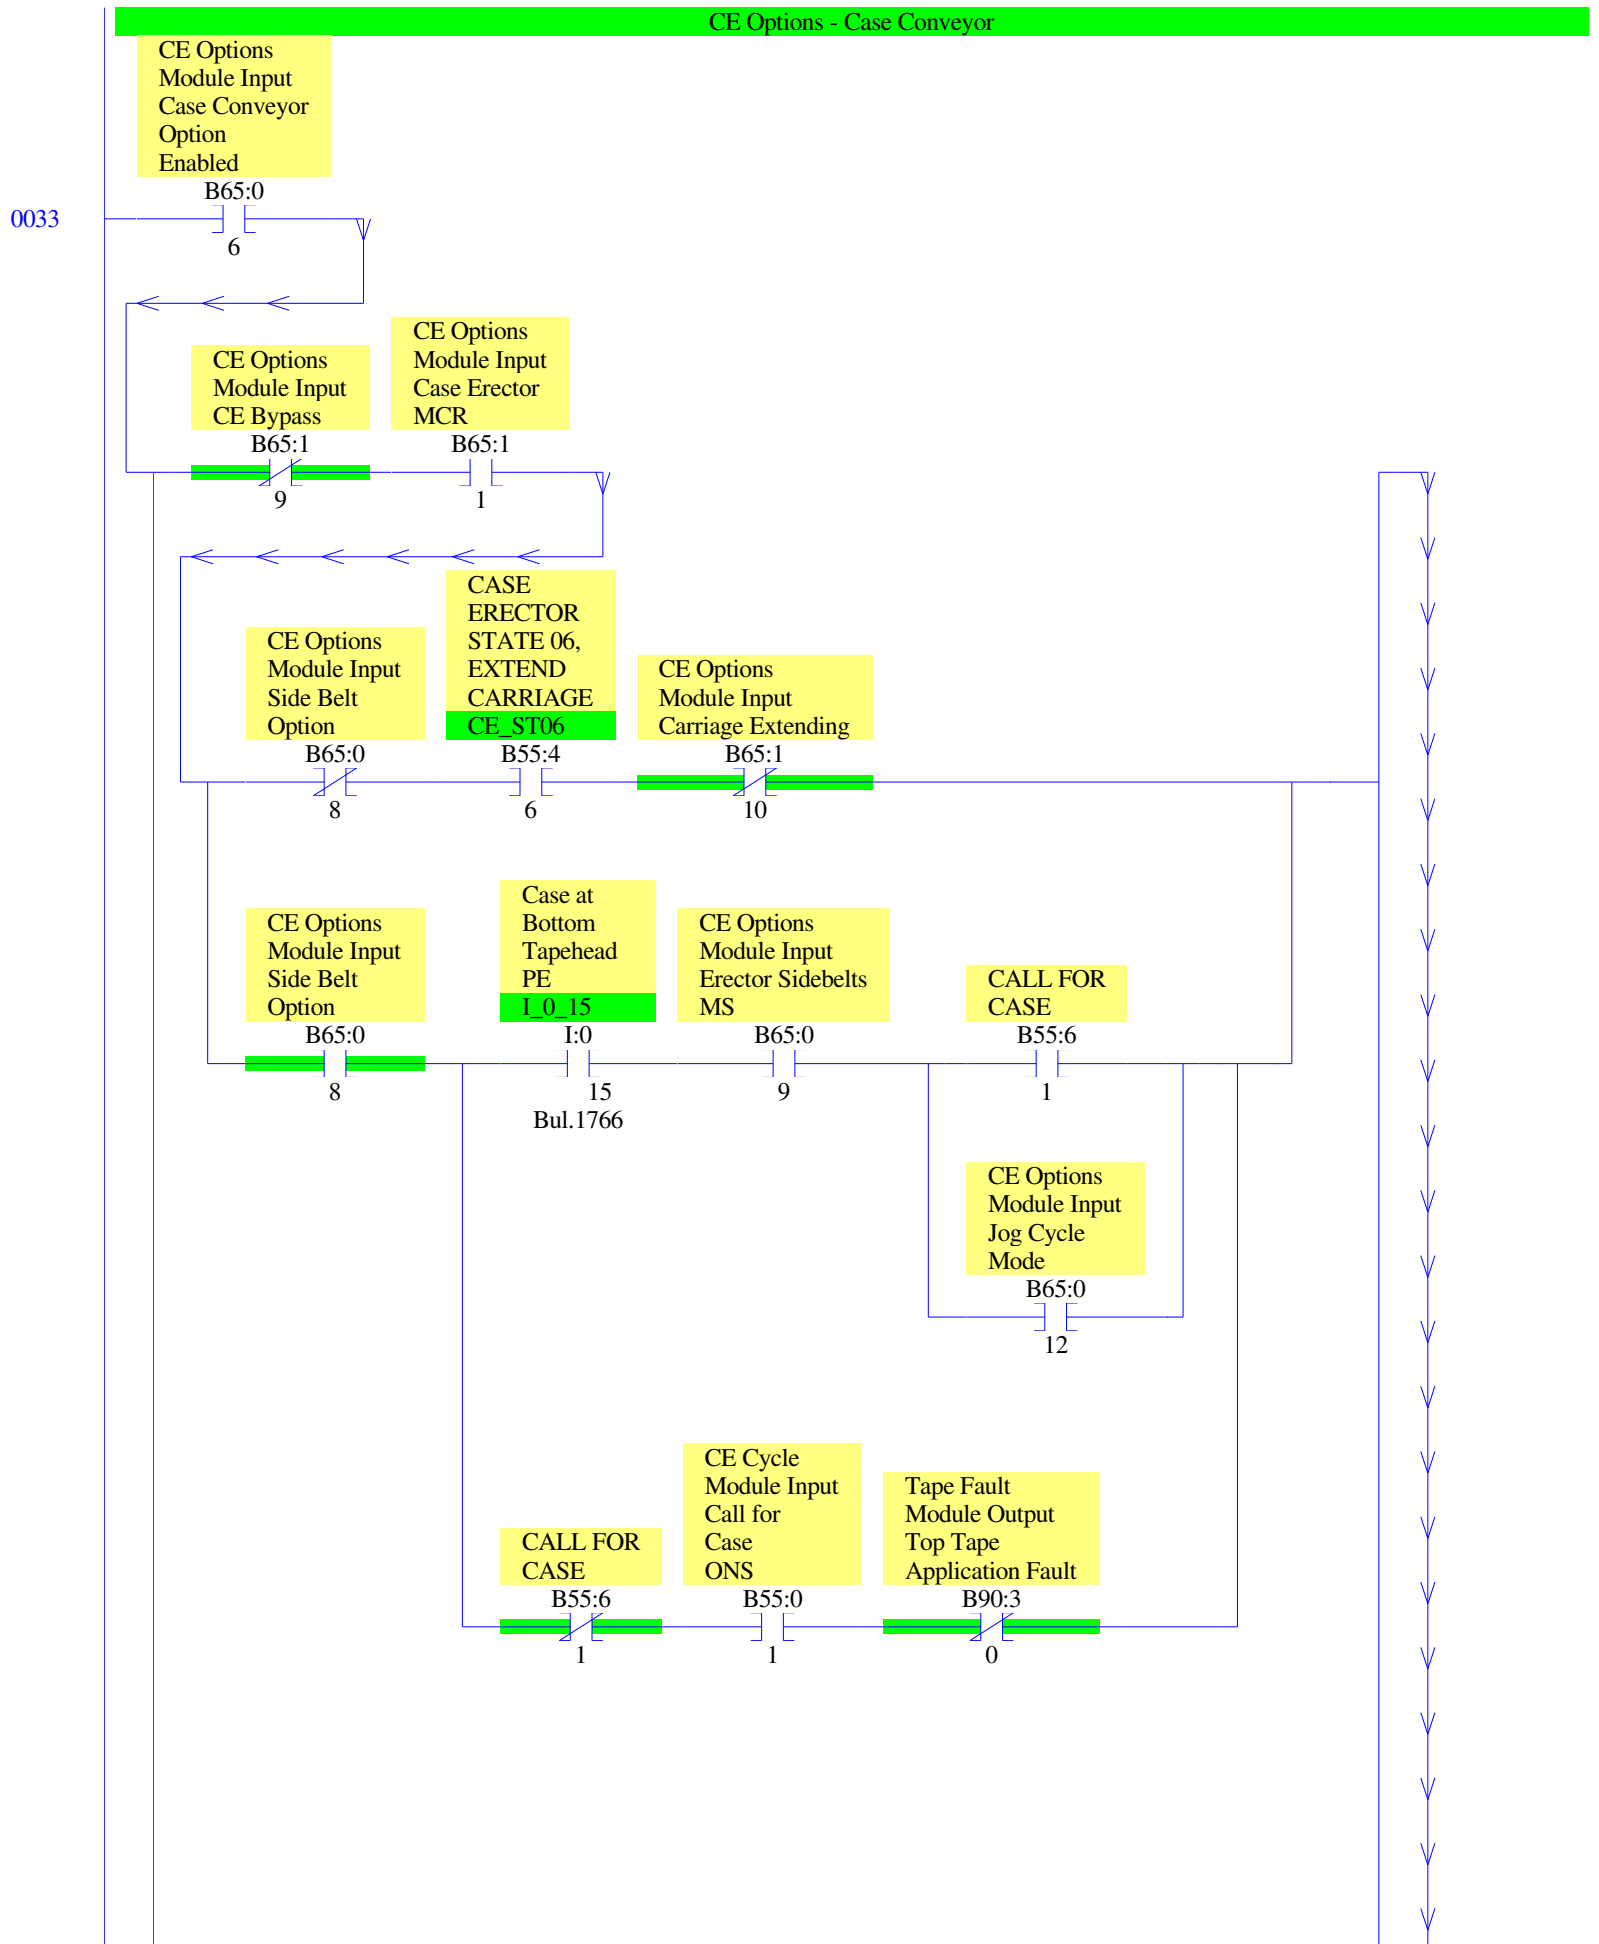 CE Options - Case Conveyor
CE Options
Module Input
Case Conveyor
Option
Enabled
B65:0
0033
6
CE Options
Module Input
CE Bypass
B65:1
9
CE Options
Module Input
Case Erector
MCR
B65:1
1
CE Options
Module Input
Side Belt
Option
B65:0
8
CASE
ERECTOR
STATE 06,
EXTEND
CARRIAGE
CE_ST06
B55:4
6
CE Options
Module Input
Carriage Extending
B65:1
10
CE Options
Module Input
Side Belt
Option
B65:0
8
Case at
Bottom
Tapehead
PE
I_0_15
I:0
15
Bul.1766
CE Options
Module Input
Erector Sidebelts
MS
B65:0
9
CALL FOR
CASE
B55:6
1
CE Options
Module Input
Jog Cycle
Mode
B65:0
12
CALL FOR
CASE
B55:6
1
CE Cycle
Module Input
Call for
Case
ONS
B55:0
1
Tape Fault
Module Output
Top Tape
Application Fault
B90:3
0